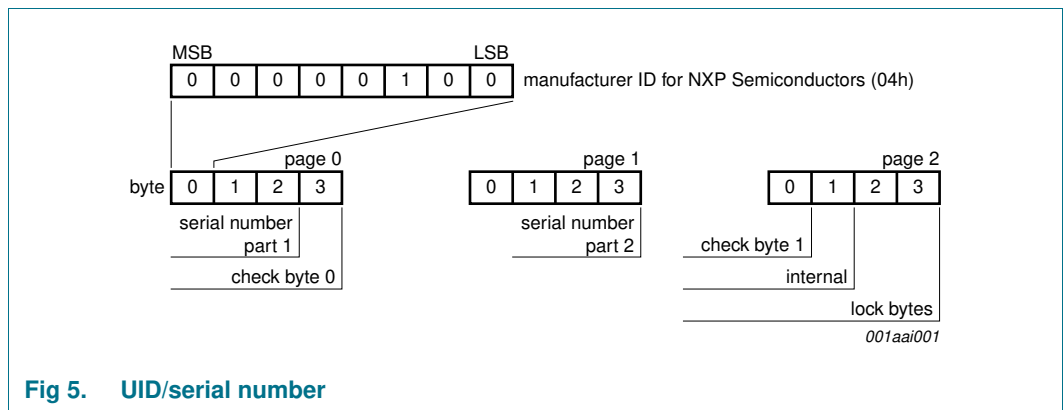 MSB LSB
0 0 0 0 0 1 0 0 manufacturer ID for NXP Semiconductors (04h)
page 0 page 1 page 2
byte 0 1 2 3 0 1 2 3 0 1 2 3
serial number serial number
part 1 part 2 check byte 1
check byte 0 internal
lock bytes
001aai001
Fig 5. UID/serial number